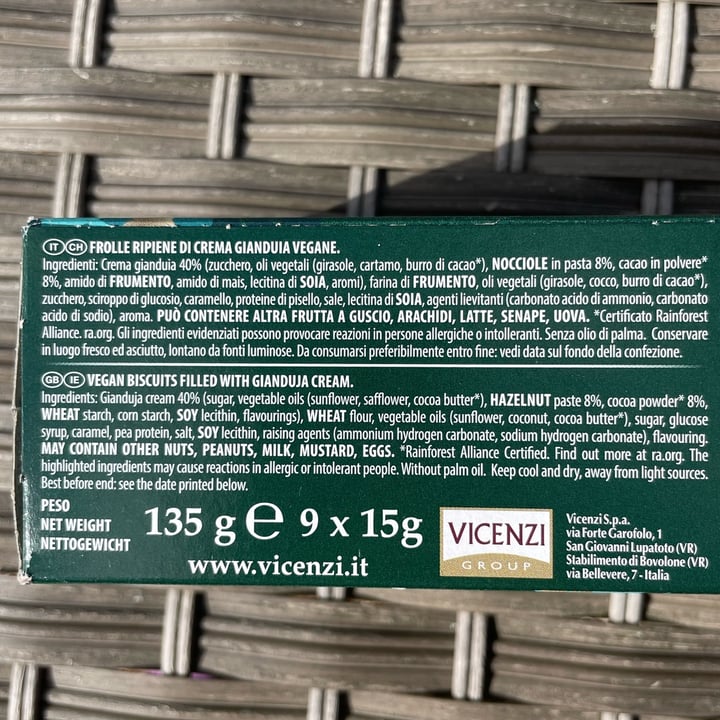 IT CH FROLLE RIPIENE DI CREMA GIANDUIA VEGANE.
Ingredienti: Crema gianduia 40% (zucchero, oli vegetali (girasole, cartamo, burro di cacao*), NOCCIOLE in pasta 8%, cacao in polvere*
8%, amido di FRUMENTO, amido di mais, lecitina di SOIA, aromi), farina di FRUMENTO, oli vegetali (girasole, cocco, burro di cacao*),
zucchero, sciroppo di glucosio, caramello, proteine di pisello, sale, lecitina di SOIA, agenti lievitanti (carbonato acido di ammonio, carbonato
acido di sodio), aroma. PUÒ CONTENERE ALTRA FRUTTA A GUSCIO, ARACHIDI, LATTE, SENAPE, UOVA. *Certificato Rainforest
Alliance. ra.org. Gli ingredienti evidenziati possono provocare reazioni in persone allergiche o intolleranti. Senza olio di palma. Conservare
in luogo fresco ed asciutto, lontano da fonti luminose. Da consumarsi preferibilmente entro fine: vedi data sul fondo della confezione.
GB IE VEGAN BISCUITS FILLED WITH GIANDUJA CREAM.
Ingredients: Gianduja cream 40% (sugar, vegetable oils (sunflower, safflower, cocoa butter*), HAZELNUT paste 8%, cocoa powder* 8%,
WHEAT starch, corn starch, SOY lecithin, flavourings), WHEAT flour, vegetable oils (sunflower, coconut, cocoa butter*), sugar, glucose
syrup, caramel, pea protein, salt, SOY lecithin, raising agents (ammonium hydrogen carbonate, sodium hydrogen carbonate), flavouring.
MAY CONTAIN OTHER NUTS, PEANUTS, MILK, MUSTARD, EGGS. *Rainforest Alliance Certified. Find out more at ra.org. The
highlighted ingredients may cause reactions in allergic or intolerant people. Without palm oil. Keep cool and dry, away from light sources.
Best before end: see the date printed below.
PESO
NET WEIGHT
NETTOGEWICHT
135 g ℮ 9 x 15g
www.vicenzi.it
VICENZI
GROUP
Vicenzi S.p.a.
via Forte Garofolo, 1
San Giovanni Lupatoto (VR)
Stabilimento di Bovolone (VR)
via Bellevere, 7 - Italia